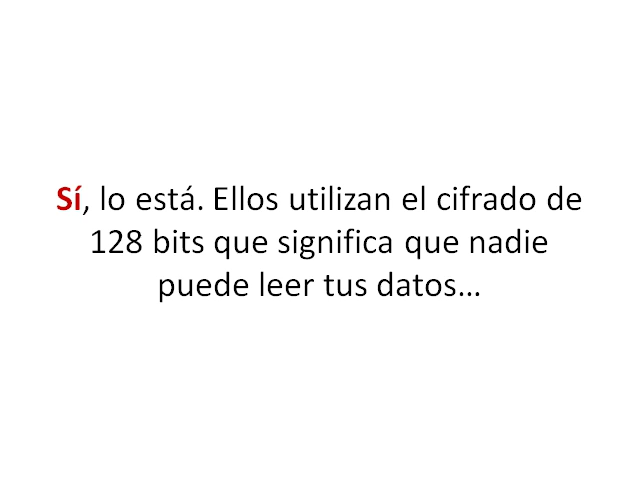 Sí, lo está. Ellos utilizan el cifrado de
128 bits que significa que nadie
puede leer tus datos...